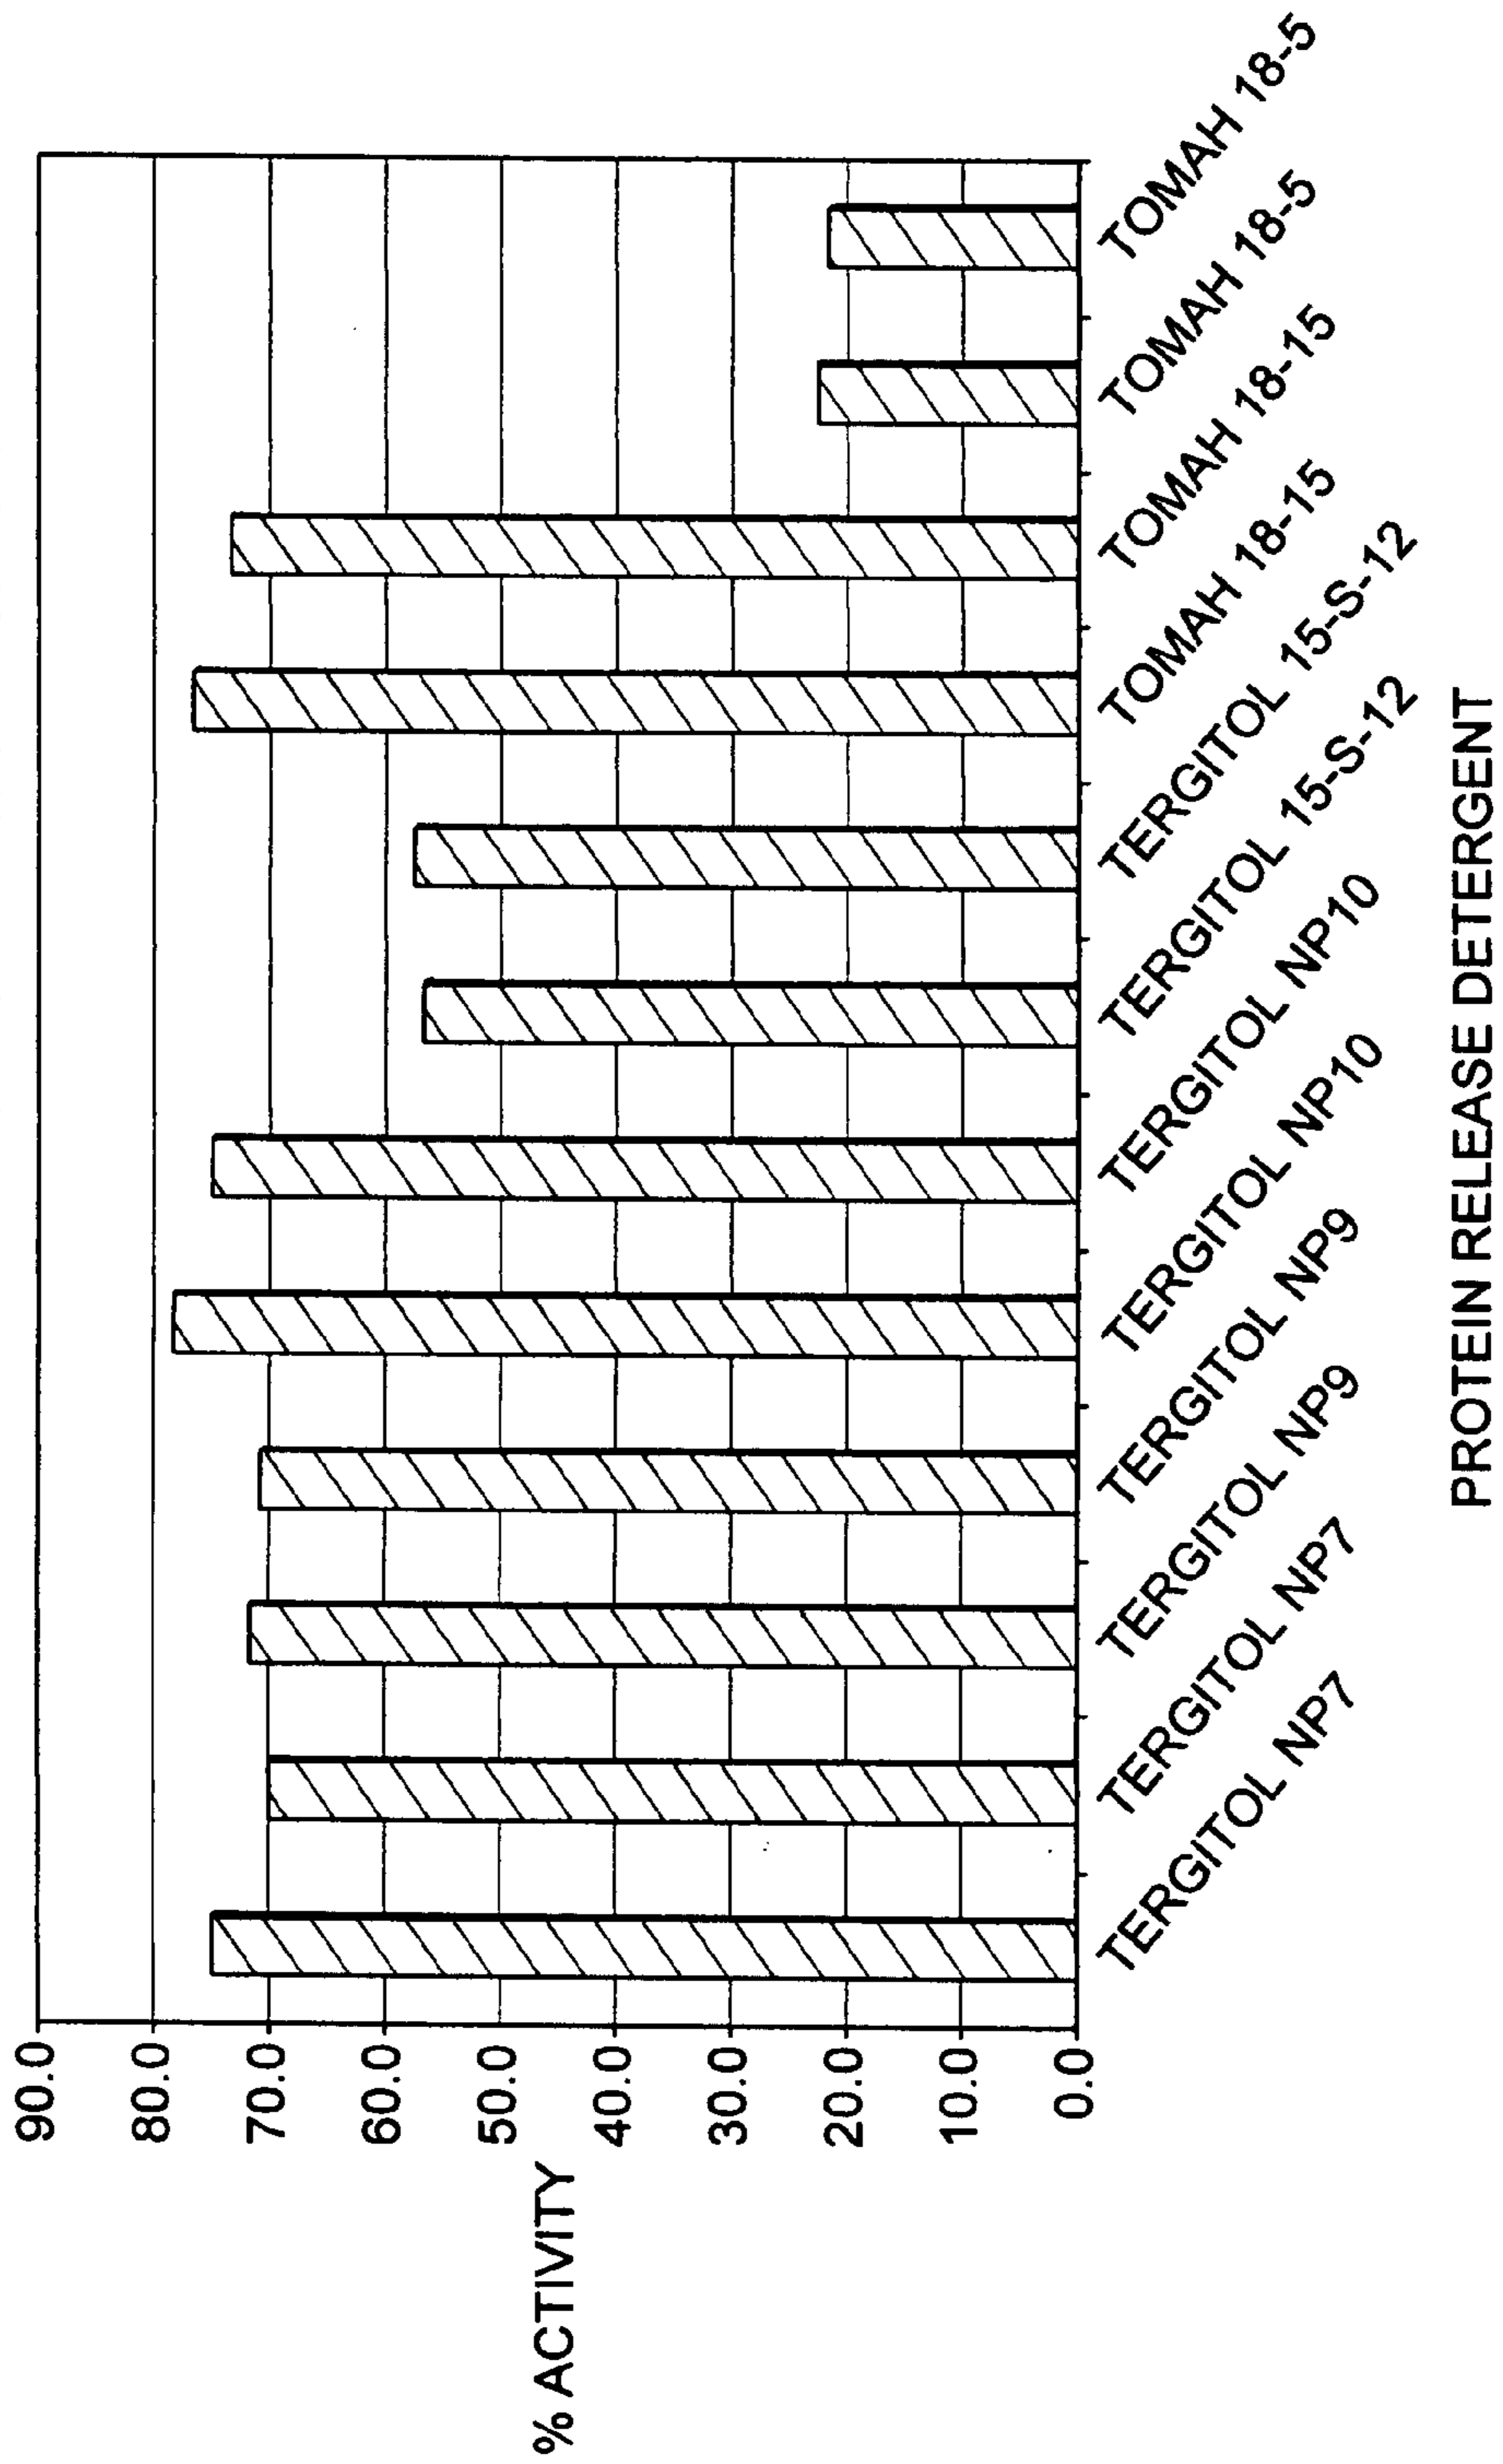 90.0
80.0
70.0
60.0
50.0
40.0
30.0
20.0
10.0
0.0
% ACTIVITY
TERGITOL NP7
TERGITOL NP7
TERGITOL NP9
TERGITOL NP9
TERGITOL NP10
TERGITOL NP10
TERGITOL 15-S-12
TERGITOL 15-S-12
TOMAH 18-15
TOMAH 18-15
TOMAH 18-5
TOMAH 18-5
PROTEIN RELEASE DETERGENT